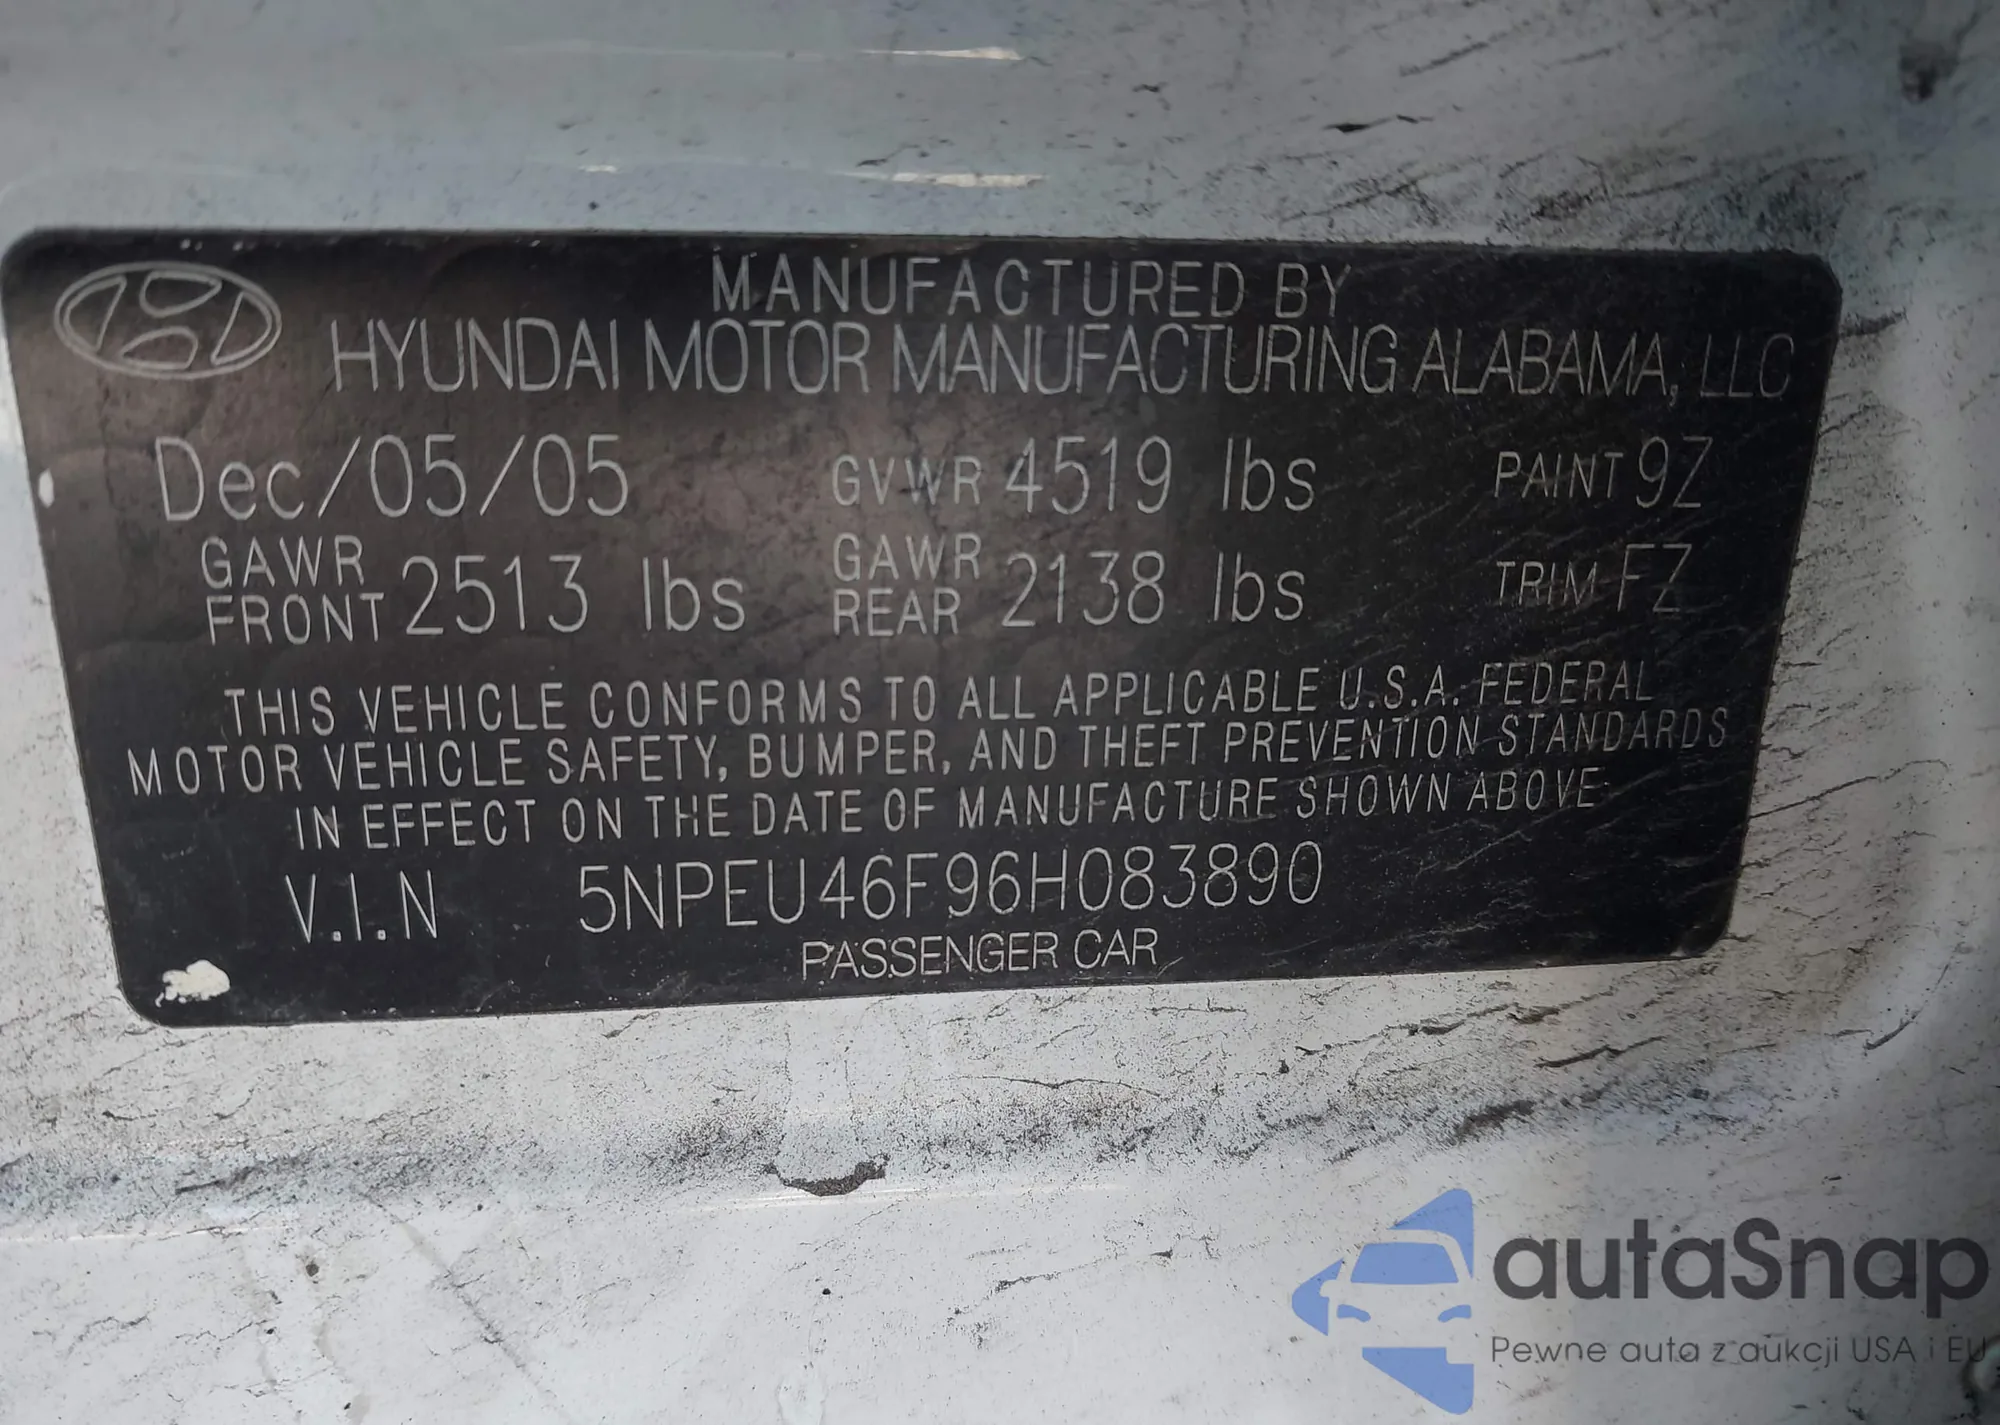 MANUFACTURED BY
HYUNDAI MOTOR MANUFACTURING ALABAMA, LLC
Dec/05/05 GVWR 4519 lbs PAINT 9Z
GAWR FRONT 2513 lbs GAWR REAR 2138 lbs TRIM FZ
THIS VEHICLE CONFORMS TO ALL APPLICABLE U.S.A. FEDERAL
MOTOR VEHICLE SAFETY, BUMPER, AND THEFT PREVENTION STANDARDS
IN EFFECT ON THE DATE OF MANUFACTURE SHOWN ABOVE
V.I.N 5NPEU46F96H083890
PASSENGER CAR
autaSnap
Pewne auta z aukcji USA i EU